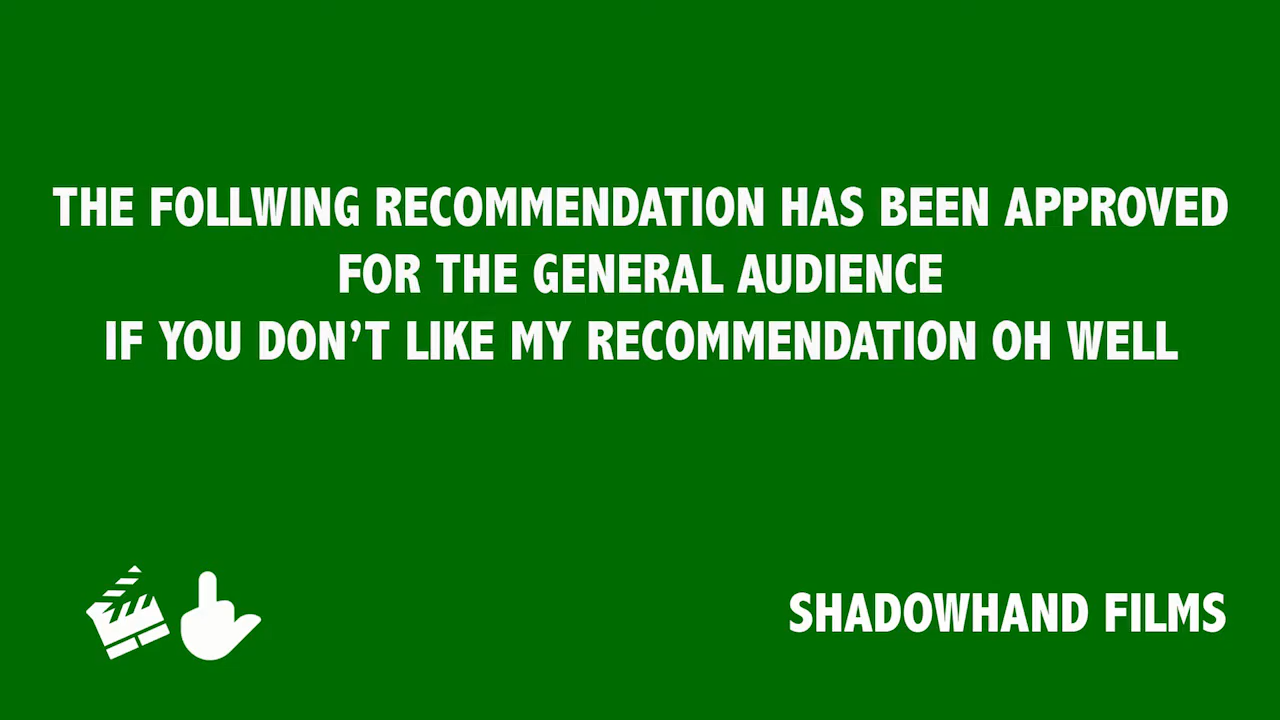 THE FOLLWING RECOMMENDATION HAS BEEN APPROVED
FOR THE GENERAL AUDIENCE
IF YOU DON’T LIKE MY RECOMMENDATION OH WELL
SHADOWHAND FILMS